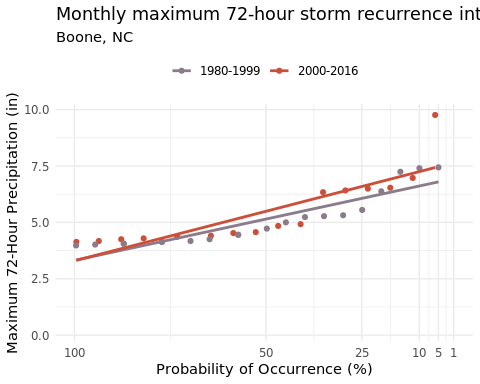 Monthly maximum 72-hour storm recurrence int
Boone, NC
1980-1999 2000-2016
Maximum 72-Hour Precipitation (in)
10.0
7.5
5.0
2.5
0.0
100 50 25 10 5 1
Probability of Occurrence (%)